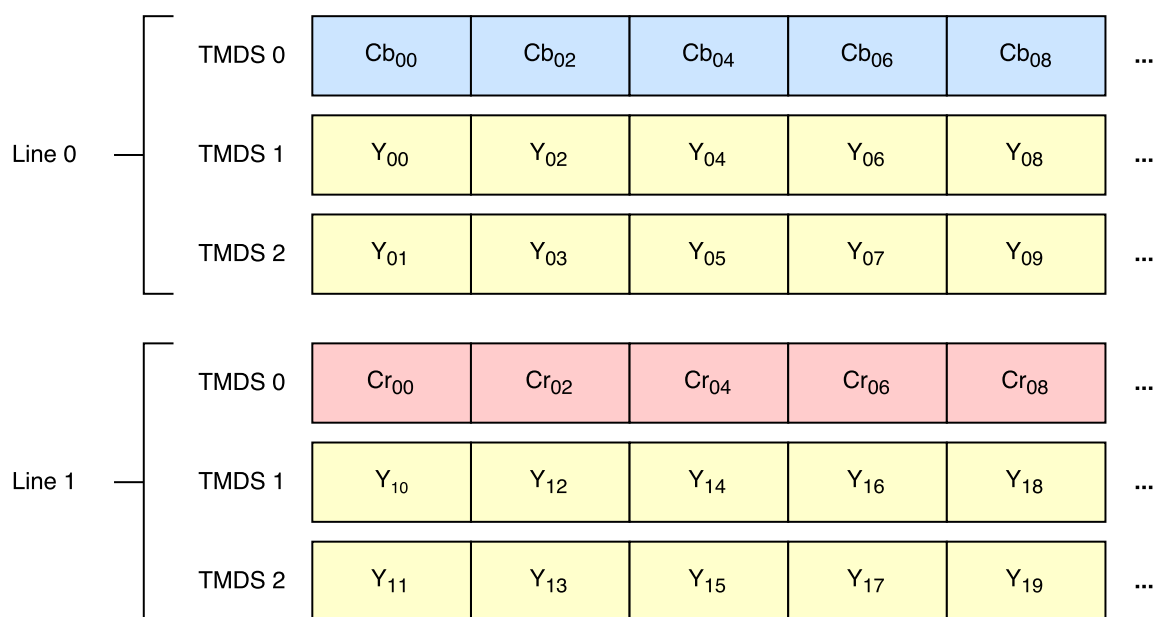 TMDS 0 Cb00 Cb02 Cb04 Cb06 Cb08 ...
Line 0 TMDS 1 Y00 Y02 Y04 Y06 Y08 ...
TMDS 2 Y01 Y03 Y05 Y07 Y09 ...
TMDS 0 Cr00 Cr02 Cr04 Cr06 Cr08 ...
Line 1 TMDS 1 Y10 Y12 Y14 Y16 Y18 ...
TMDS 2 Y11 Y13 Y15 Y17 Y19 ...